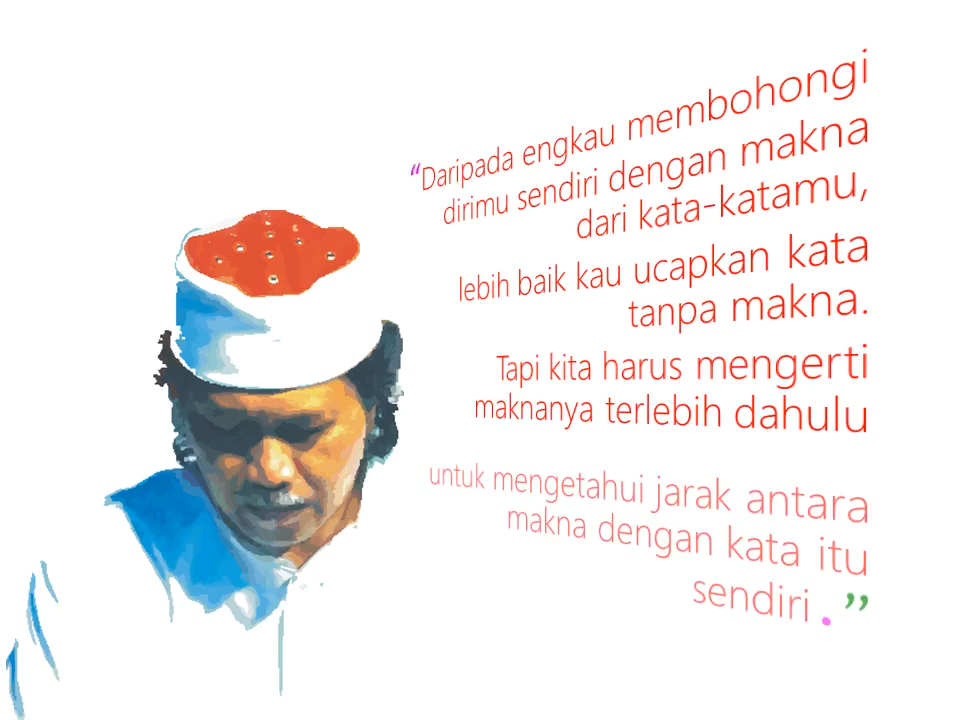 “Daripada engkau membohongi
dirimu sendiri dengan makna
dari kata-katamu,
lebih baik kau ucapkan kata
tanpa makna.
Tapi kita harus mengerti
maknanya terlebih dahulu
untuk mengetahui jarak antara
makna dengan kata itu
sendiri .”